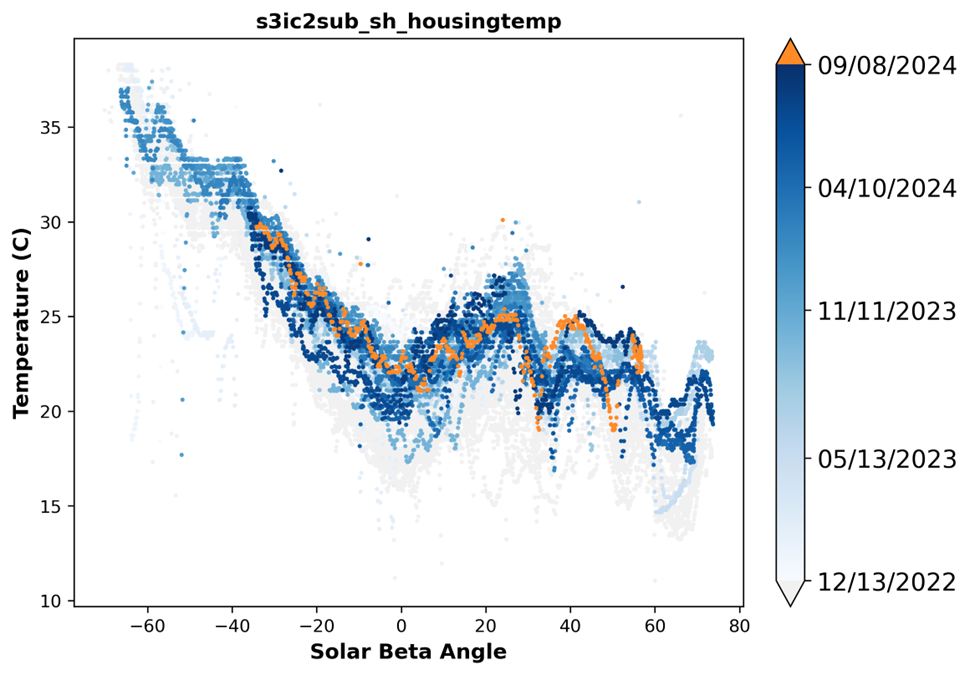 s3ic2sub_sh_housingtemp
Temperature (C)
35
30
25
20
15
10
−60 −40 −20 0 20 40 60 80
Solar Beta Angle
09/08/2024
04/10/2024
11/11/2023
05/13/2023
12/13/2022